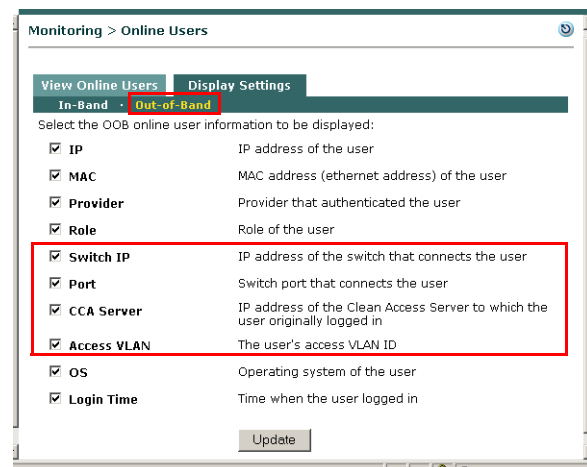 Monitoring > Online Users
View Online Users Display Settings
In-Band · Out-of-Band
Select the OOB online user information to be displayed:
IP IP address of the user
MAC MAC address (ethernet address) of the user
Provider Provider that authenticated the user
Role Role of the user
Switch IP IP address of the switch that connects the user
Port Switch port that connects the user
CCA Server IP address of the Clean Access Server to which the
user originally logged in
Access VLAN The user's access VLAN ID
OS Operating system of the user
Login Time Time when the user logged in
Update